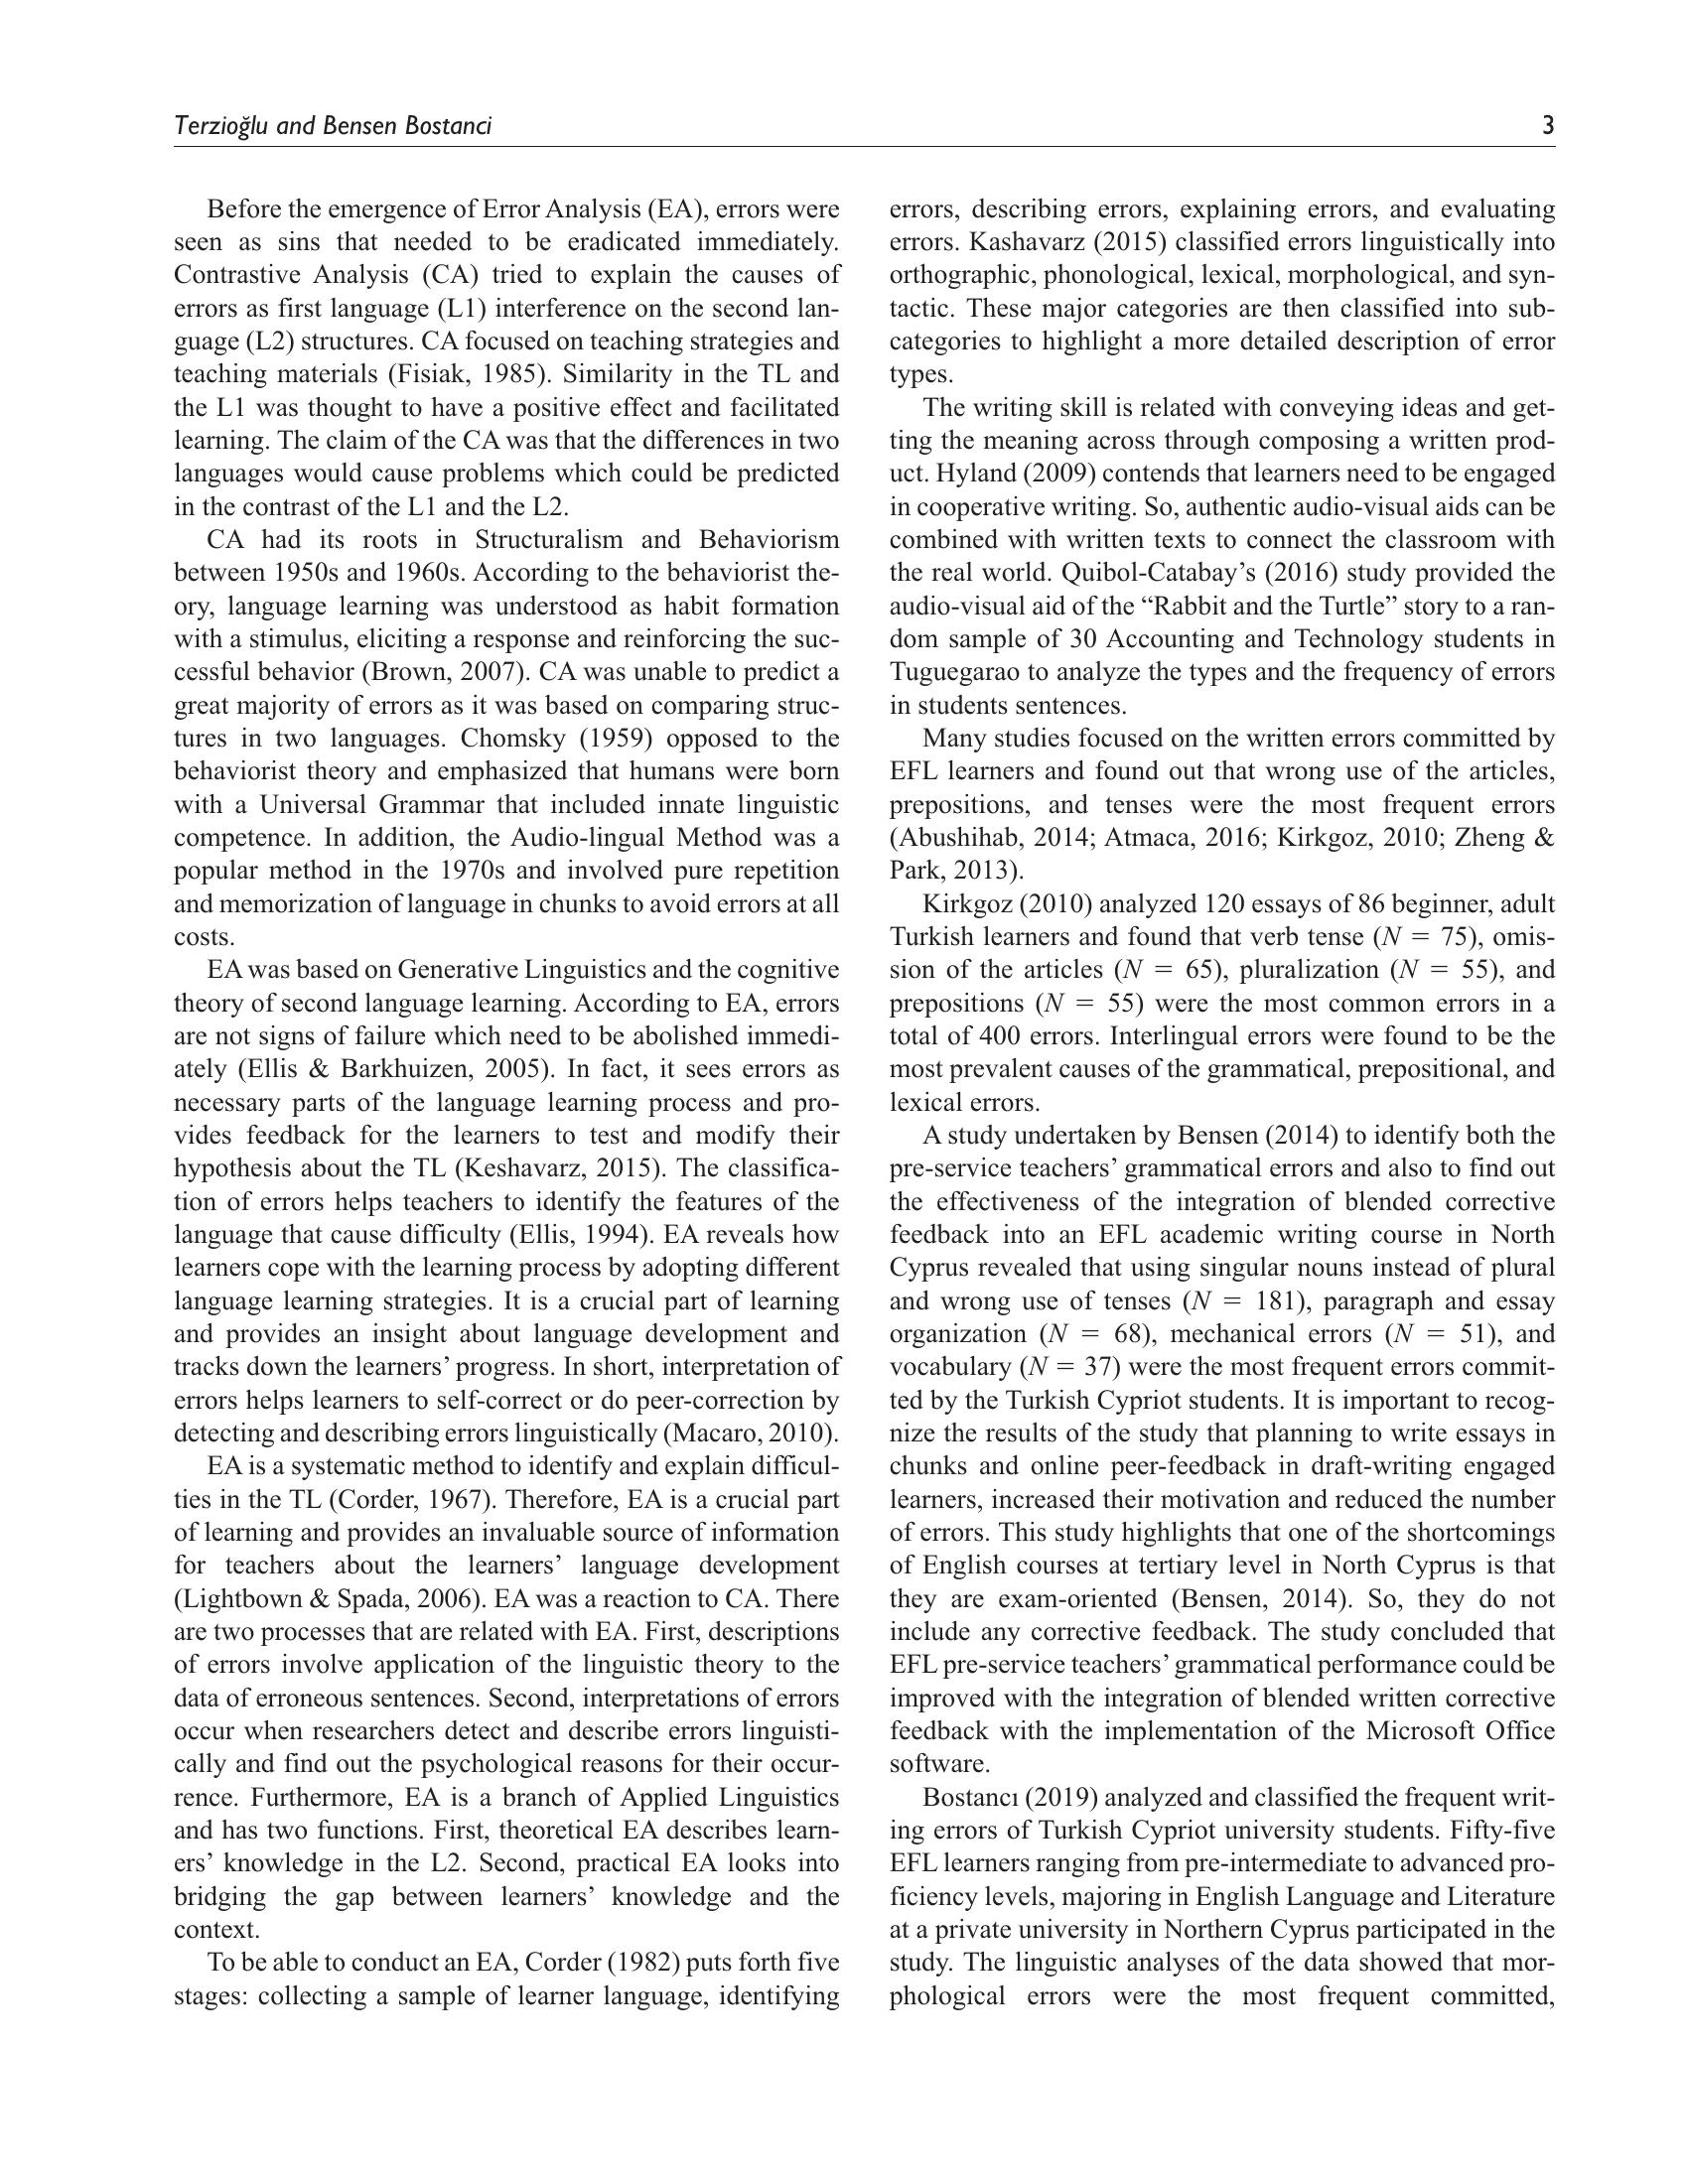 Terzioğlu and Bensen Bostanci 3
Before the emergence of Error Analysis (EA), errors were
seen as sins that needed to be eradicated immediately.
Contrastive Analysis (CA) tried to explain the causes of
errors as first language (L1) interference on the second lan-
guage (L2) structures. CA focused on teaching strategies and
teaching materials (Fisiak, 1985). Similarity in the TL and
the L1 was thought to have a positive effect and facilitated
learning. The claim of the CA was that the differences in two
languages would cause problems which could be predicted
in the contrast of the L1 and the L2.
CA had its roots in Structuralism and Behaviorism
between 1950s and 1960s. According to the behaviorist the-
ory, language learning was understood as habit formation
with a stimulus, eliciting a response and reinforcing the suc-
cessful behavior (Brown, 2007). CA was unable to predict a
great majority of errors as it was based on comparing struc-
tures in two languages. Chomsky (1959) opposed to the
behaviorist theory and emphasized that humans were born
with a Universal Grammar that included innate linguistic
competence. In addition, the Audio-lingual Method was a
popular method in the 1970s and involved pure repetition
and memorization of language in chunks to avoid errors at all
costs.
EA was based on Generative Linguistics and the cognitive
theory of second language learning. According to EA, errors
are not signs of failure which need to be abolished immedi-
ately (Ellis & Barkhuizen, 2005). In fact, it sees errors as
necessary parts of the language learning process and pro-
vides feedback for the learners to test and modify their
hypothesis about the TL (Keshavarz, 2015). The classifica-
tion of errors helps teachers to identify the features of the
language that cause difficulty (Ellis, 1994). EA reveals how
learners cope with the learning process by adopting different
language learning strategies. It is a crucial part of learning
and provides an insight about language development and
tracks down the learners' progress. In short, interpretation of
errors helps learners to self-correct or do peer-correction by
detecting and describing errors linguistically (Macaro, 2010).
EA is a systematic method to identify and explain difficul-
ties in the TL (Corder, 1967). Therefore, EA is a crucial part
of learning and provides an invaluable source of information
for teachers about the learners' language development
(Lightbown & Spada, 2006). EA was a reaction to CA. There
are two processes that are related with EA. First, descriptions
of errors involve application of the linguistic theory to the
data of erroneous sentences. Second, interpretations of errors
occur when researchers detect and describe errors linguisti-
cally and find out the psychological reasons for their occur-
rence. Furthermore, EA is a branch of Applied Linguistics
and has two functions. First, theoretical EA describes learn-
ers' knowledge in the L2. Second, practical EA looks into
bridging the gap between learners' knowledge and the
context.
To be able to conduct an EA, Corder (1982) puts forth five
stages: collecting a sample of learner language, identifying
errors, describing errors, explaining errors, and evaluating
errors. Kashavarz (2015) classified errors linguistically into
orthographic, phonological, lexical, morphological, and syn-
tactic. These major categories are then classified into sub-
categories to highlight a more detailed description of error
types.
The writing skill is related with conveying ideas and get-
ting the meaning across through composing a written prod-
uct. Hyland (2009) contends that learners need to be engaged
in cooperative writing. So, authentic audio-visual aids can be
combined with written texts to connect the classroom with
the real world. Quibol-Catabay's (2016) study provided the
audio-visual aid of the “Rabbit and the Turtle” story to a ran-
dom sample of 30 Accounting and Technology students in
Tuguegarao to analyze the types and the frequency of errors
in students sentences.
Many studies focused on the written errors committed by
EFL learners and found out that wrong use of the articles,
prepositions, and tenses were the most frequent errors
(Abushihab, 2014; Atmaca, 2016; Kirkgoz, 2010; Zheng &
Park, 2013).
Kirkgoz (2010) analyzed 120 essays of 86 beginner, adult
Turkish learners and found that verb tense (N = 75), omis-
sion of the articles (N = 65), pluralization (N = 55), and
prepositions (N = 55) were the most common errors in a
total of 400 errors. Interlingual errors were found to be the
most prevalent causes of the grammatical, prepositional, and
lexical errors.
A study undertaken by Bensen (2014) to identify both the
pre-service teachers' grammatical errors and also to find out
the effectiveness of the integration of blended corrective
feedback into an EFL academic writing course in North
Cyprus revealed that using singular nouns instead of plural
and wrong use of tenses (N = 181), paragraph and essay
organization (N = 68), mechanical errors (N = 51), and
vocabulary (N = 37) were the most frequent errors commit-
ted by the Turkish Cypriot students. It is important to recog-
nize the results of the study that planning to write essays in
chunks and online peer-feedback in draft-writing engaged
learners, increased their motivation and reduced the number
of errors. This study highlights that one of the shortcomings
of English courses at tertiary level in North Cyprus is that
they are exam-oriented (Bensen, 2014). So, they do not
include any corrective feedback. The study concluded that
EFL pre-service teachers' grammatical performance could be
improved with the integration of blended written corrective
feedback with the implementation of the Microsoft Office
software.
Bostancı (2019) analyzed and classified the frequent writ-
ing errors of Turkish Cypriot university students. Fifty-five
EFL learners ranging from pre-intermediate to advanced pro-
ficiency levels, majoring in English Language and Literature
at a private university in Northern Cyprus participated in the
study. The linguistic analyses of the data showed that mor-
phological errors were the most frequent committed,